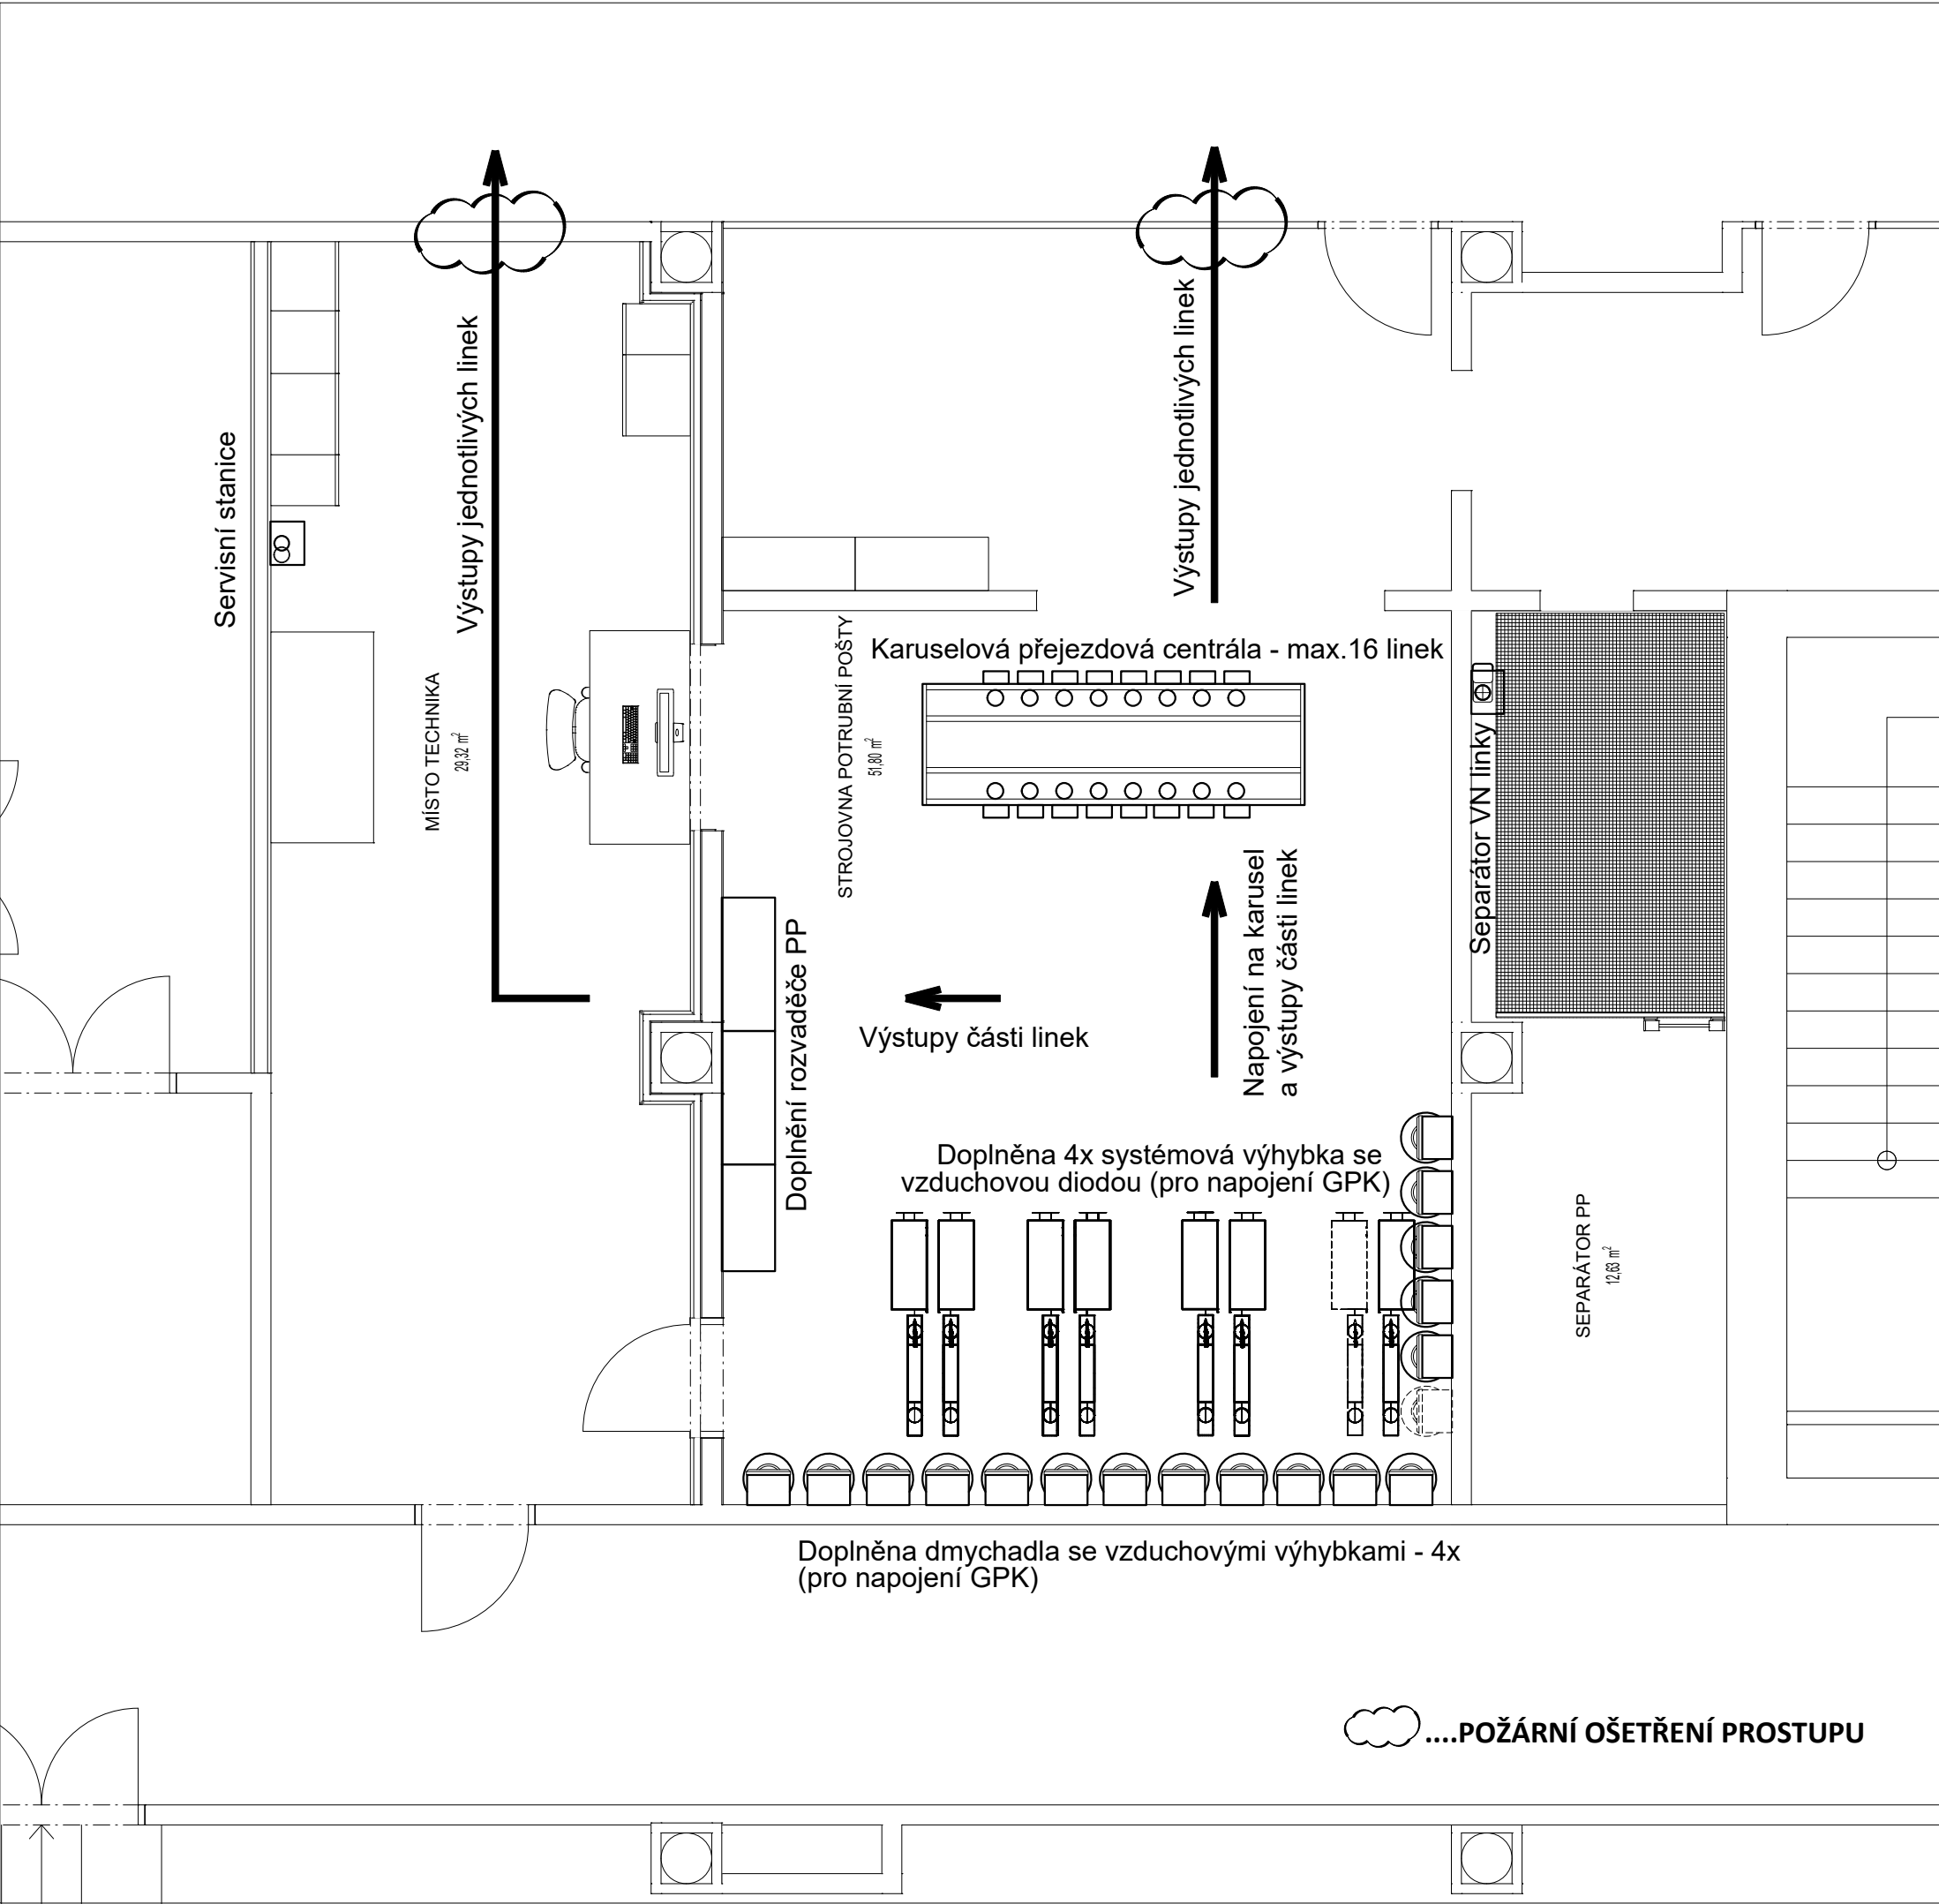 Servisní stanice
Výstupy jednotlivých linek
MÍSTO TECHNIKA
29,32 m²
Výstupy jednotlivých linek
STROJOVNA POTRUBNÍ POŠTY
51,80 m²
Karuselová přejezdová centrála - max.16 linek
Separátor VN linky
Doplnění rozvaděče PP
Výstupy části linek
Napojení na karusel
a výstupy části linek
Doplněna 4x systémová výhybka se
vzduchovou diodou (pro napojení GPK)
SEPARÁTOR PP
12,63 m²
Doplněna dmychadla se vzduchovými výhybkami - 4x
(pro napojení GPK)
....POŽÁRNÍ OŠETŘENÍ PROSTUPU